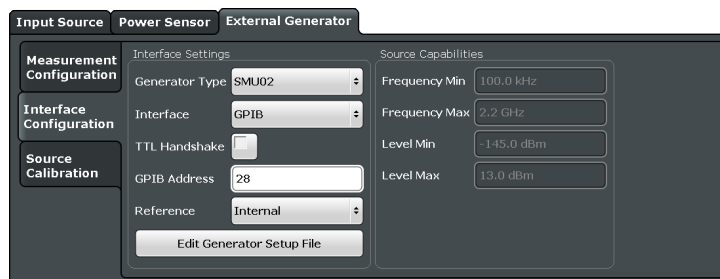 Input Source Power Sensor External Generator
Measurement Configuration
Interface Configuration
Source Calibration
Interface Settings
Generator Type SMU02
Interface GPIB
TTL Handshake
GPIB Address 28
Reference Internal
Edit Generator Setup File
Source Capabilities
Frequency Min 100.0 kHz
Frequency Max 2.2 GHz
Level Min -145.0 dBm
Level Max 13.0 dBm